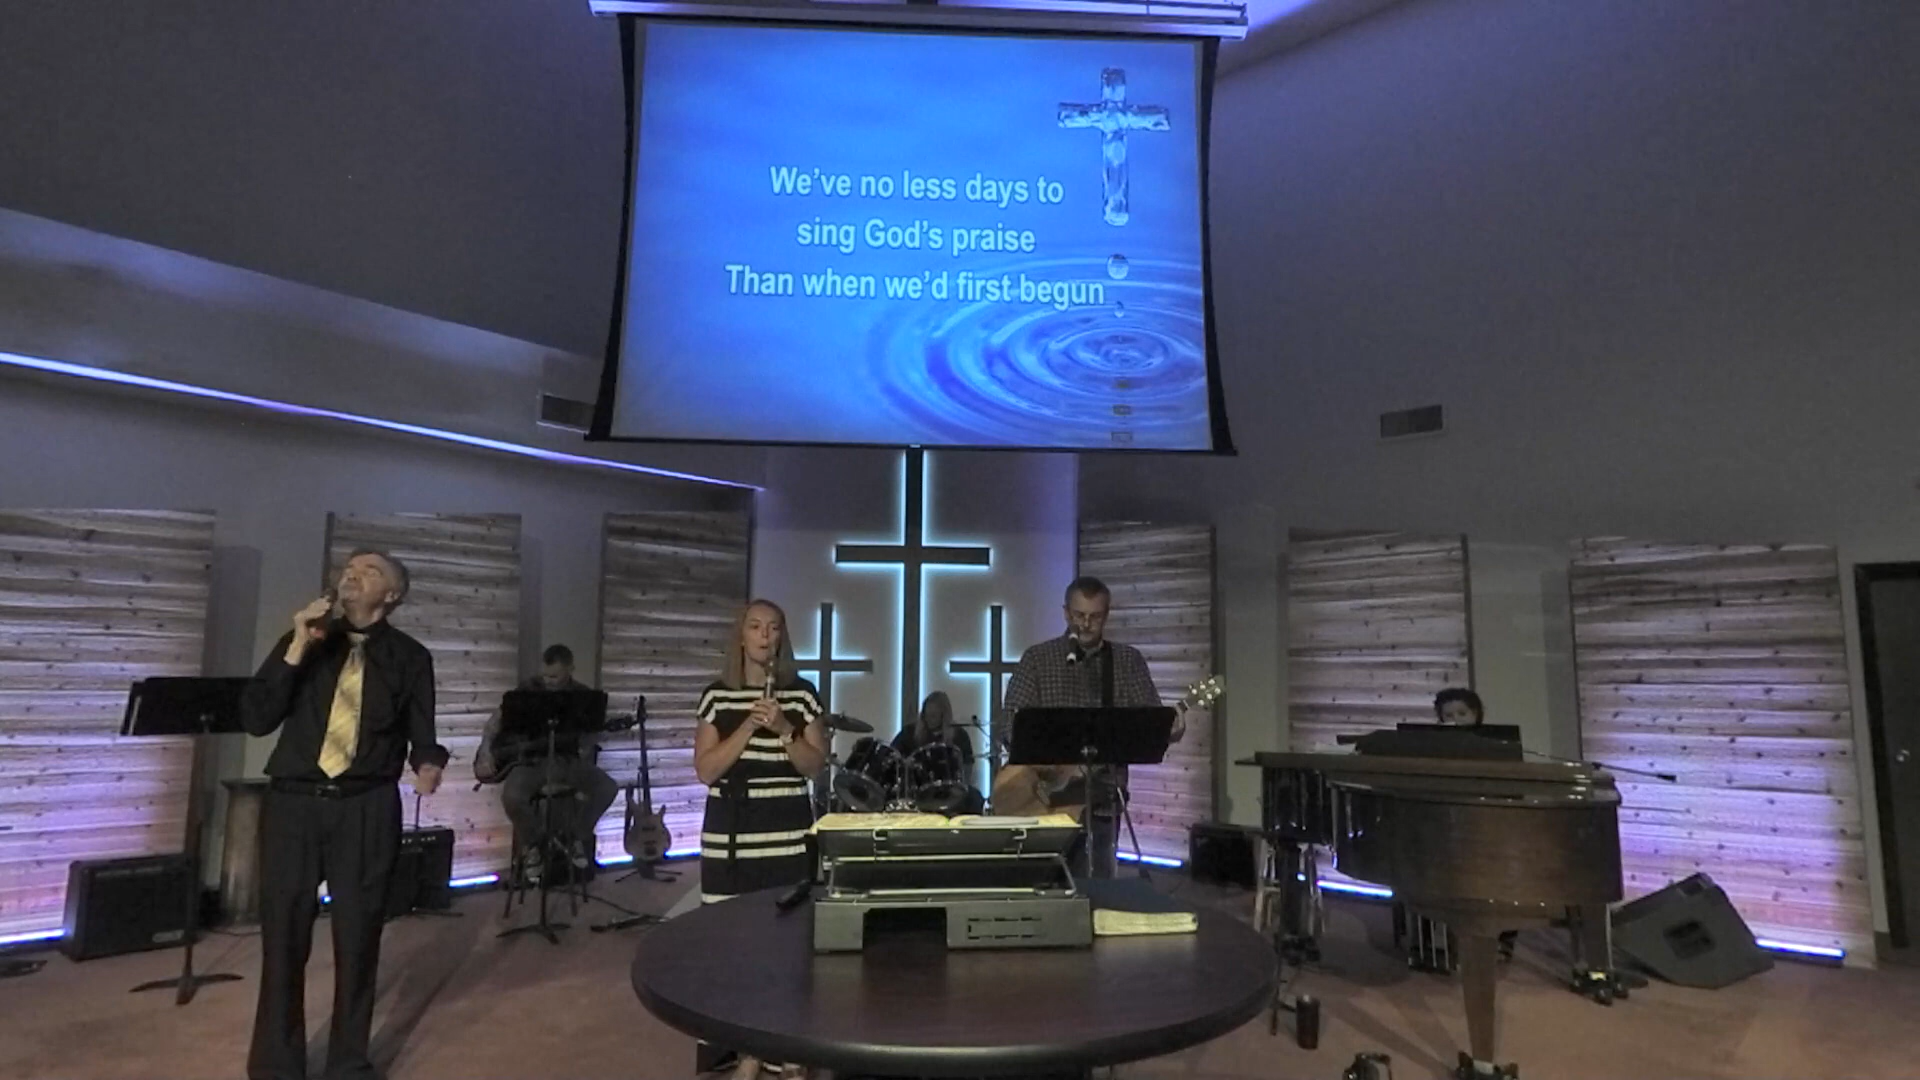 We've no less days to
sing God's praise
Than when we'd first begun